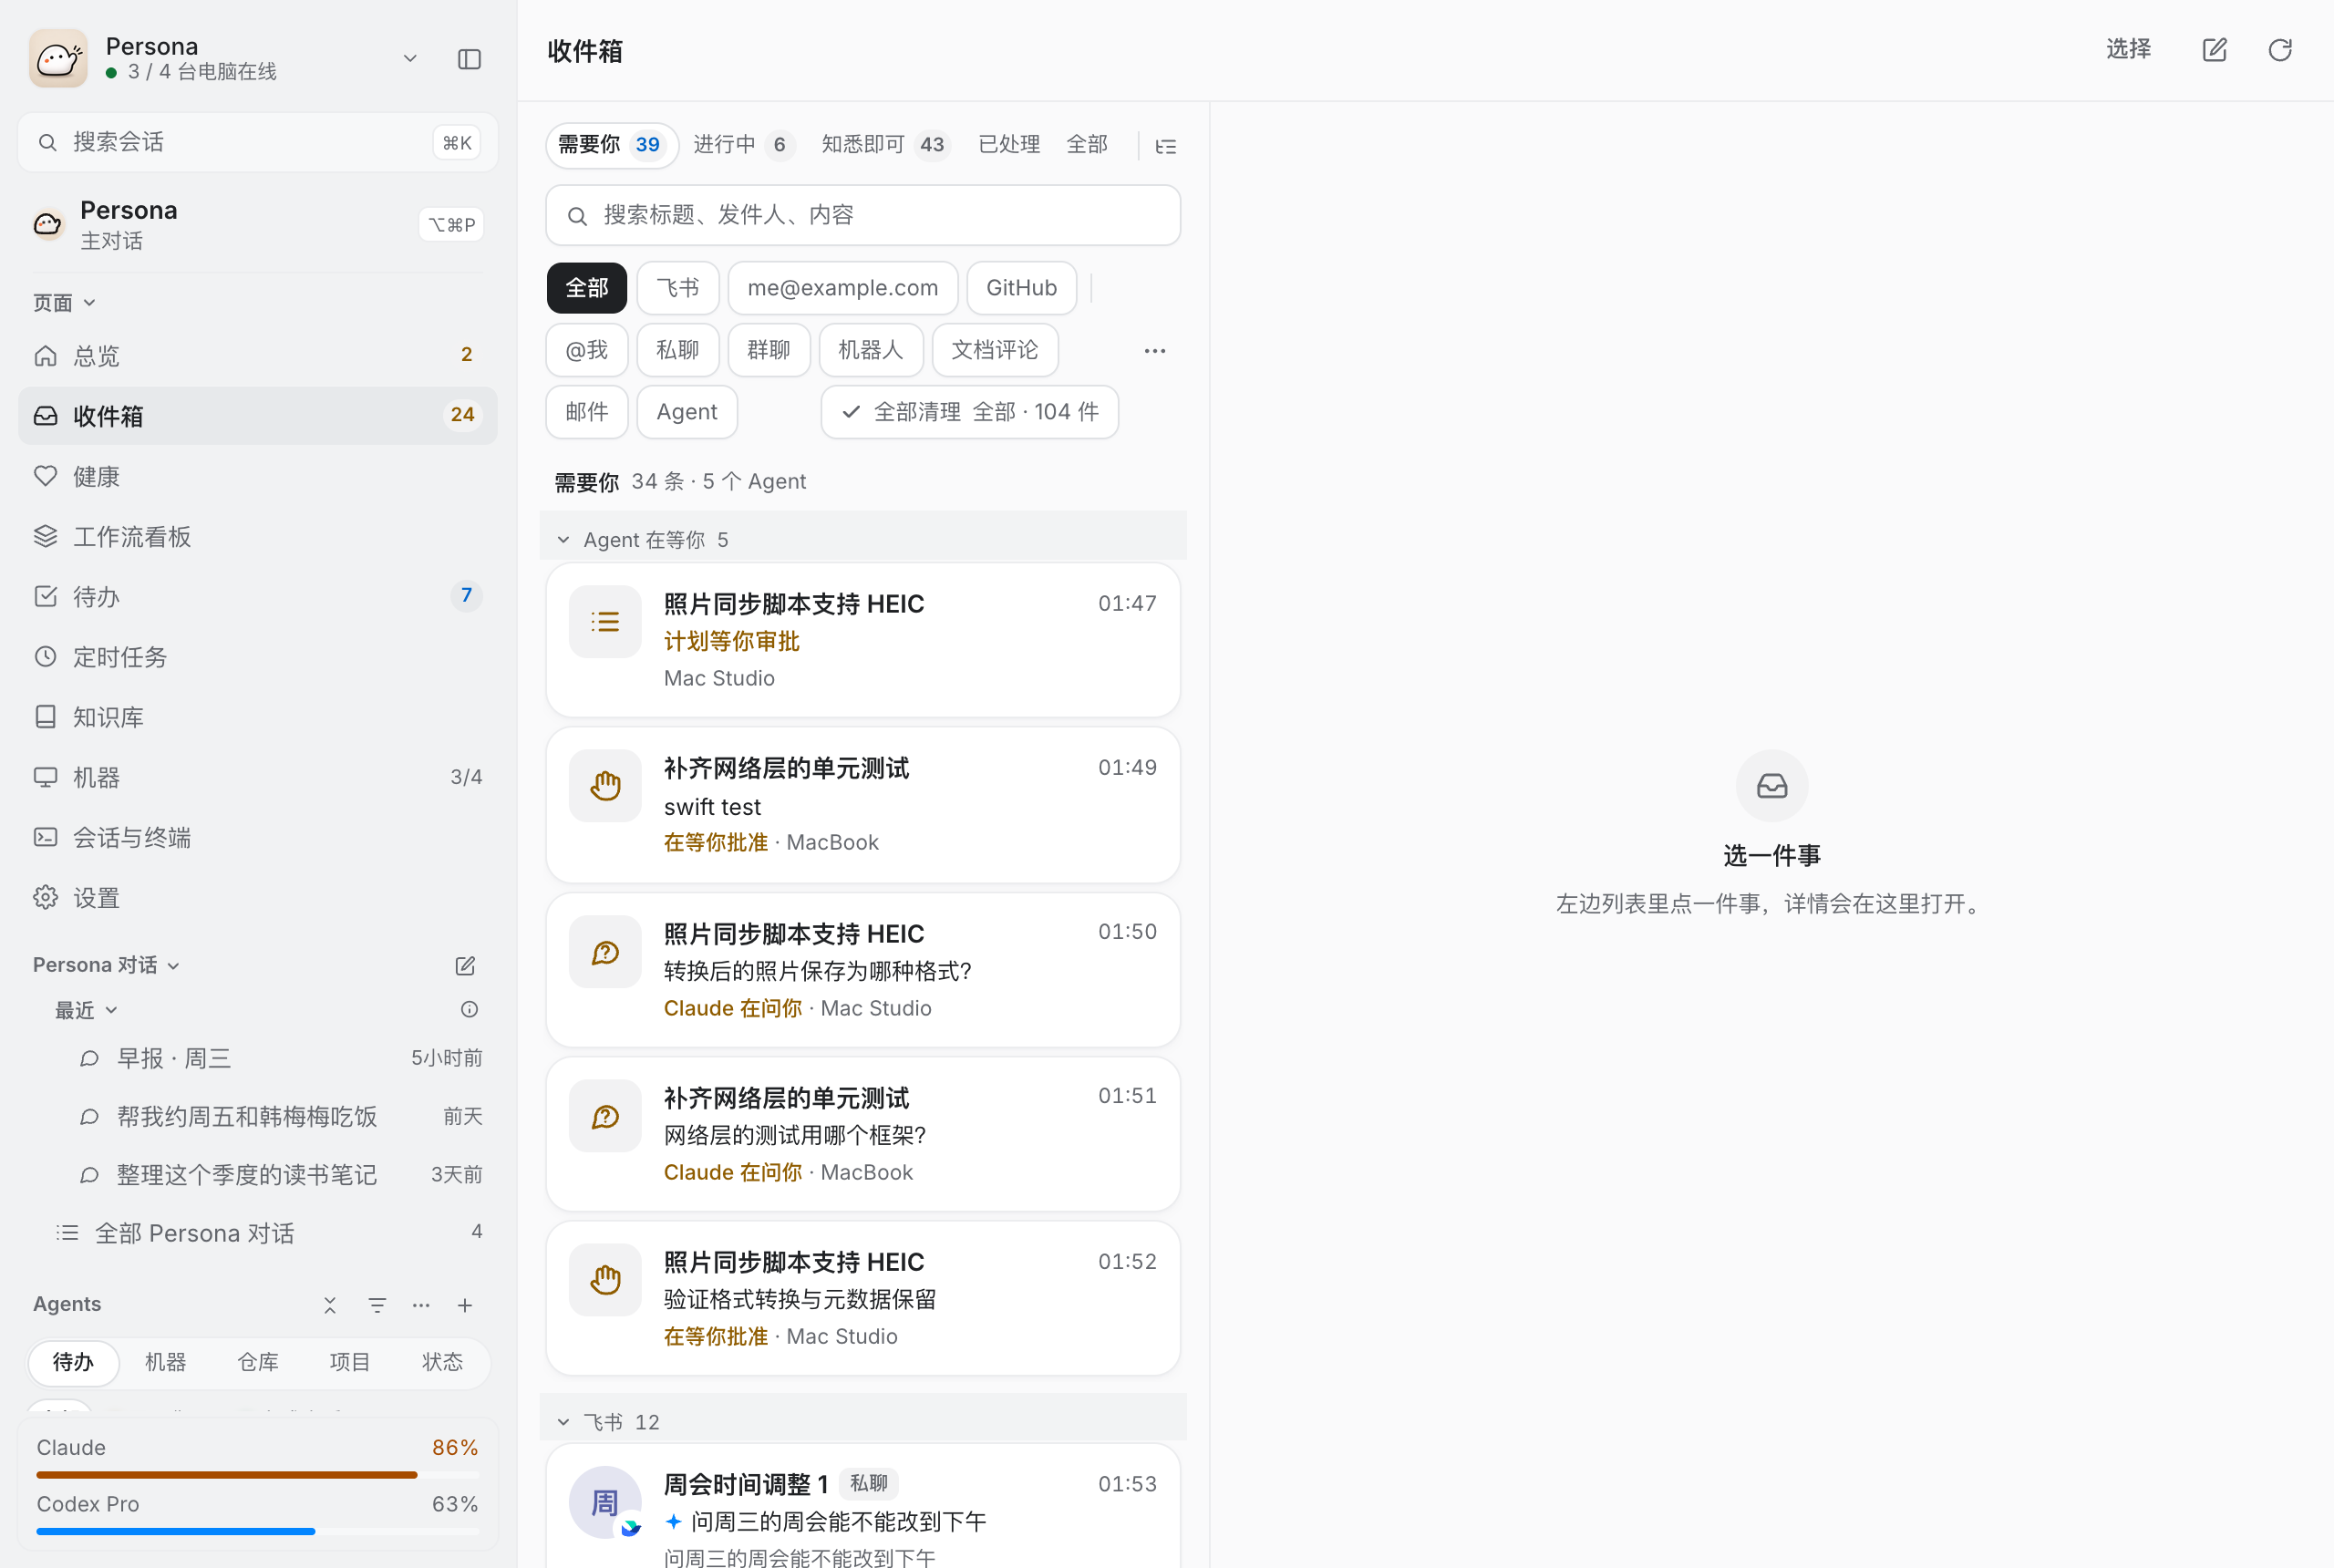 Persona
3 / 4 台电脑在线
搜索会话 ⌘K
Persona
主对话
⌥⌘P
页面
总览 2
收件箱 24
健康
工作流看板
待办 7
定时任务
知识库
机器 3/4
会话与终端
设置
Persona 对话
最近
早报 · 周三 5小时前
帮我约周五和韩梅梅吃饭 前天
整理这个季度的读书笔记 3天前
全部 Persona 对话 4
Agents
待办 机器 仓库 项目 状态
Claude 86%
Codex Pro 63%
收件箱
选择
需要你 39 进行中 6 知悉即可 43 已处理 全部
搜索标题、发件人、内容
全部 飞书 me@example.com GitHub
@我 私聊 群聊 机器人 文档评论
邮件 Agent 全部清理 全部 · 104 件
需要你 34 条 · 5 个 Agent
Agent 在等你 5
照片同步脚本支持 HEIC 01:47
计划等你审批
Mac Studio
补齐网络层的单元测试 01:49
swift test
在等你批准 · MacBook
照片同步脚本支持 HEIC 01:50
转换后的照片保存为哪种格式?
Claude 在问你 · Mac Studio
补齐网络层的单元测试 01:51
网络层的测试用哪个框架?
Claude 在问你 · MacBook
照片同步脚本支持 HEIC 01:52
验证格式转换与元数据保留
在等你批准 · Mac Studio
飞书 12
周
周会时间调整 1 私聊 01:53
问周三的周会能不能改到下午
问周三的周会能不能改到下午
选一件事
左边列表里点一件事，详情会在这里打开。